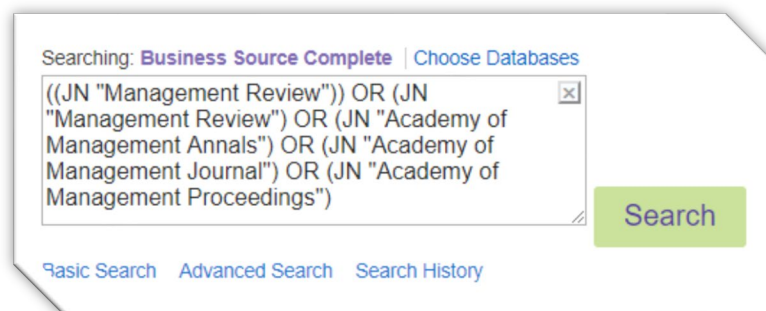 Searching: Business Source Complete Choose Databases
((JN "Management Review")) OR (JN
"Management Review") OR (JN "Academy of
Management Annals") OR (JN "Academy of
Management Journal") OR (JN "Academy of
Management Proceedings")
Search
Basic Search Advanced Search Search History